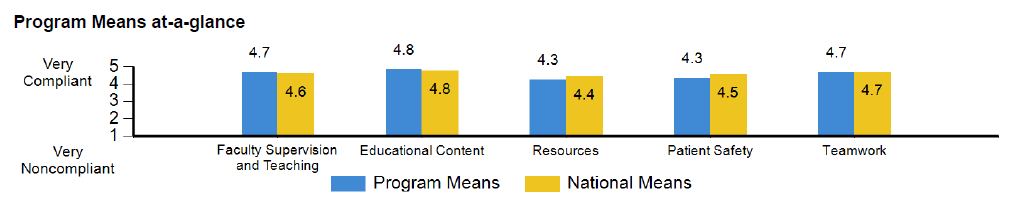 Program Means at-a-glance
4.7
4.8
4.3
4.3
4.7
Very
Compliant
5
4
3
2
1
4.6
4.8
4.4
4.5
4.7
Very
Noncompliant
Faculty Supervision
and Teaching
Educational Content
Resources
Patient Safety
Teamwork
Program Means
National Means